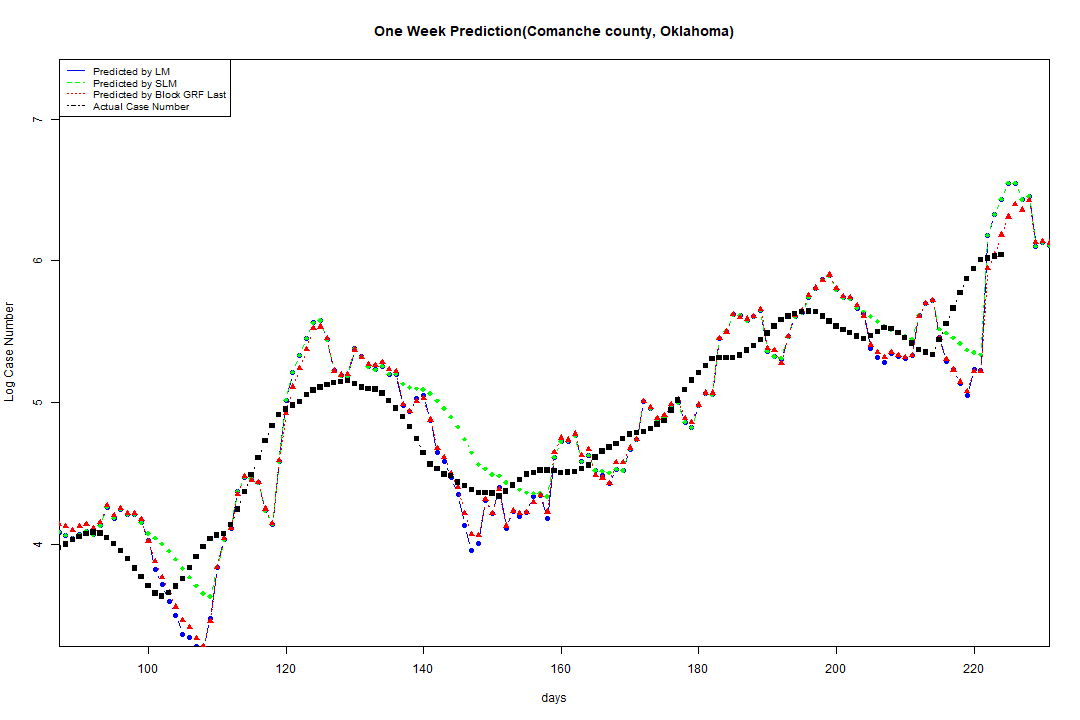 One Week Prediction(Comanche county, Oklahoma)
Predicted by LM
Predicted by SLM
Predicted by Block GRF Last
Actual Case Number
7
6
5
4
Log Case Number
100 120 140 160 180 200 220
days